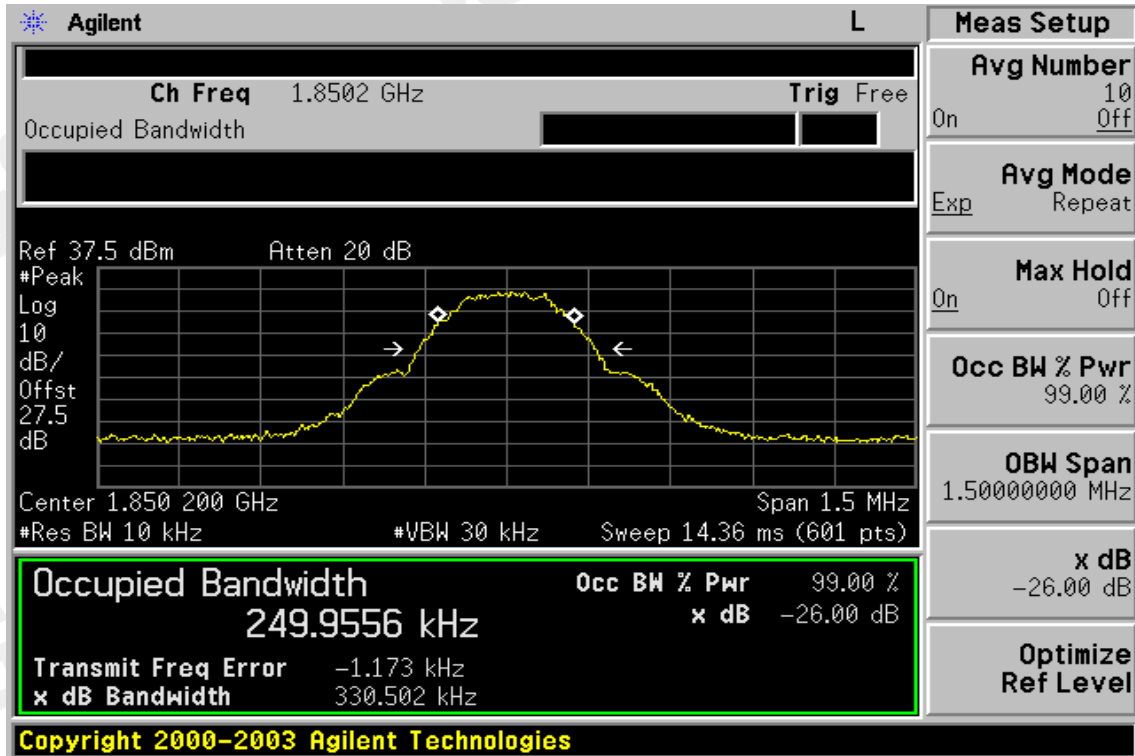 Agilent L
Ch Freq 1.8502 GHz Trig Free
Occupied Bandwidth
Ref 37.5 dBm Atten 20 dB
#Peak
Log
10
dB/
Offst
27.5
dB
Center 1.850 200 GHz Span 1.5 MHz
#Res BW 10 kHz #VBW 30 kHz Sweep 14.36 ms (601 pts)
Occupied Bandwidth
249.9556 kHz
Occ BW % Pwr 99.00 %
x dB -26.00 dB
Transmit Freq Error -1.173 kHz
x dB Bandwidth 330.502 kHz
Copyright 2000-2003 Agilent Technologies
Meas Setup
Avg Number
10
On Off
Avg Mode
Exp Repeat
Max Hold
On Off
Occ BW % Pwr
99.00 %
OBW Span
1.50000000 MHz
x dB
-26.00 dB
Optimize
Ref Level